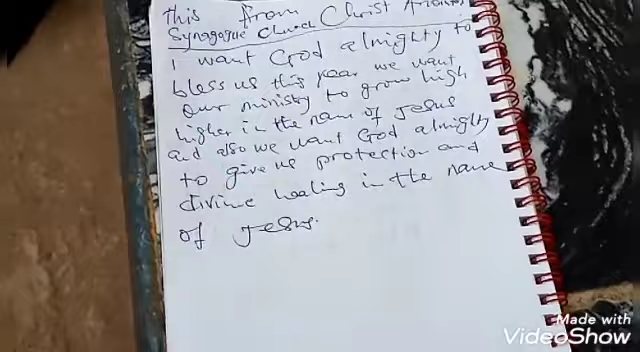 This from Christ
Synagogue Church
I want God almighty to
bless us this year we want
our ministry to grow high
higher in the name of Jesus
and also we want God almighty
to give us protection and
divine healing in the name
of Jesus.
Made with
VideoShow